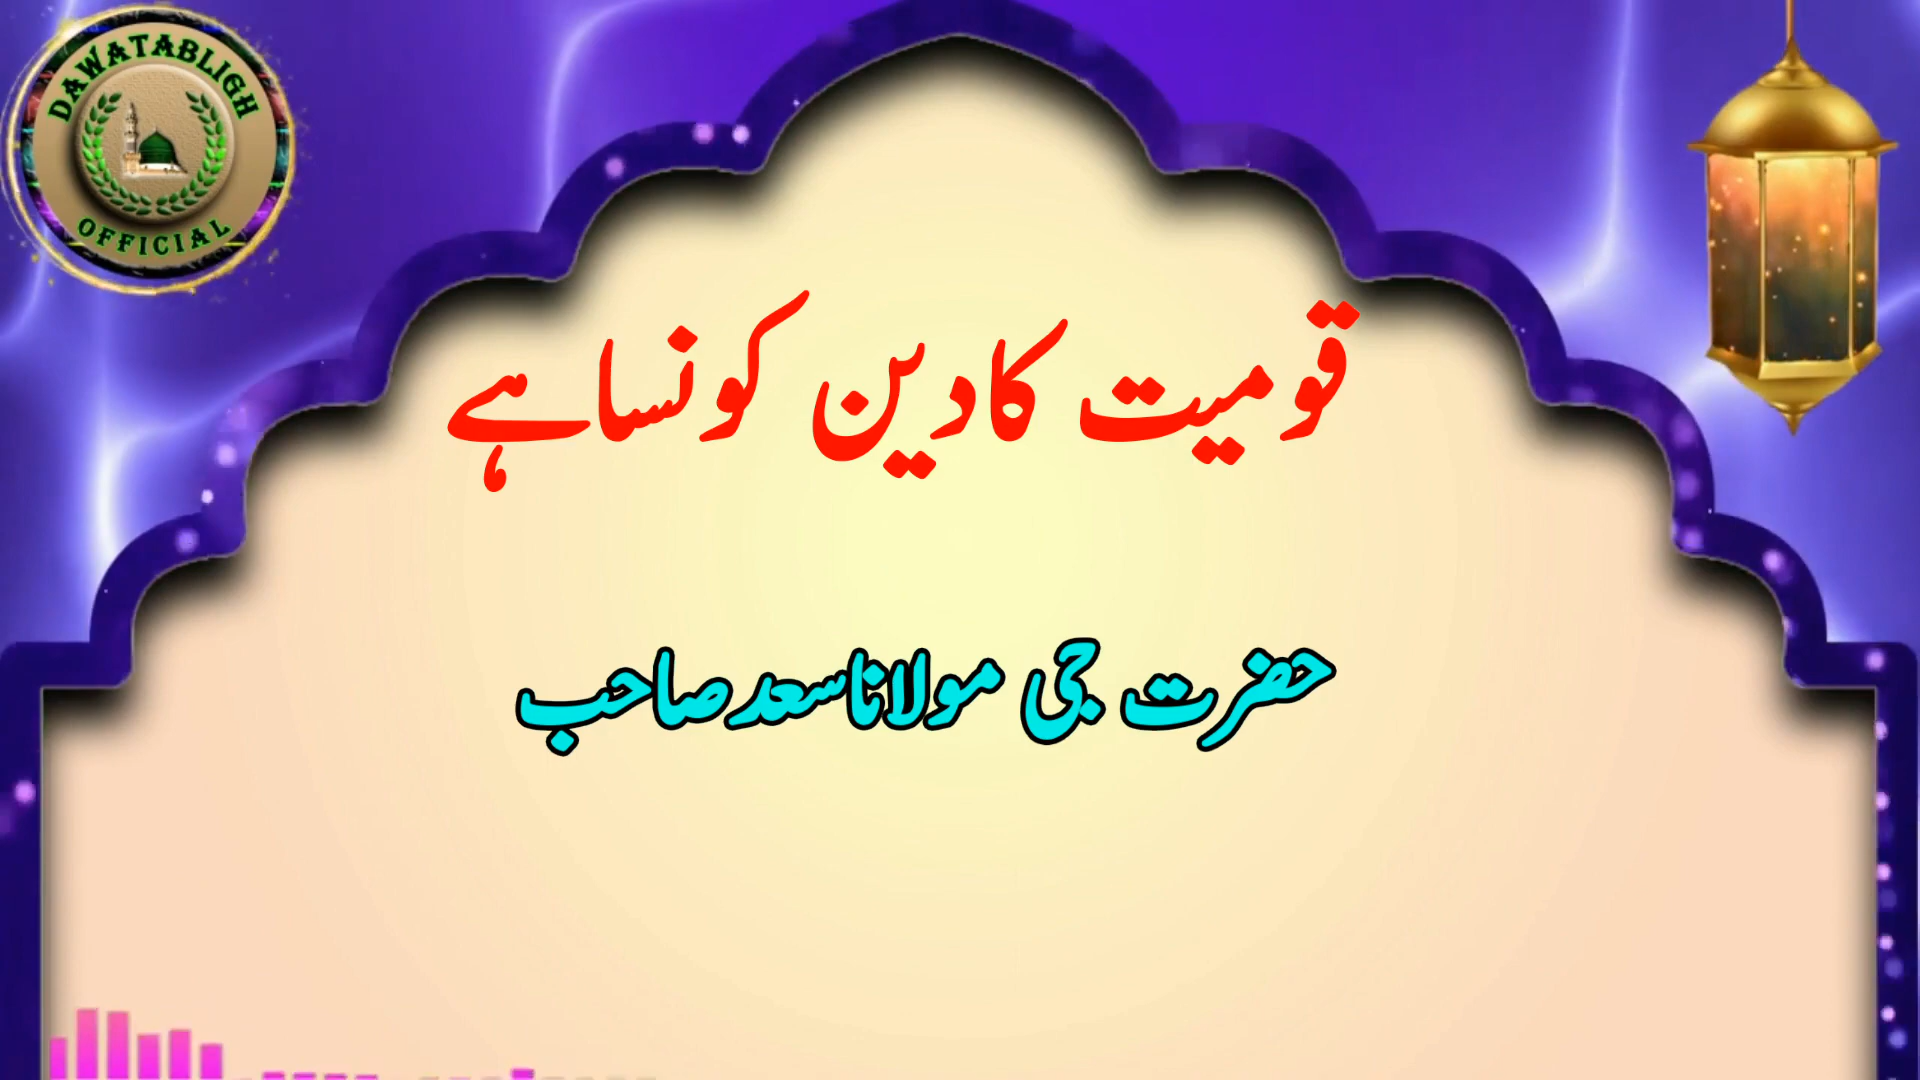 DAWATABLIGH
OFFICIAL
قومیت کا دین کونسا ہے
حضرت جی مولانا سعد صاحب